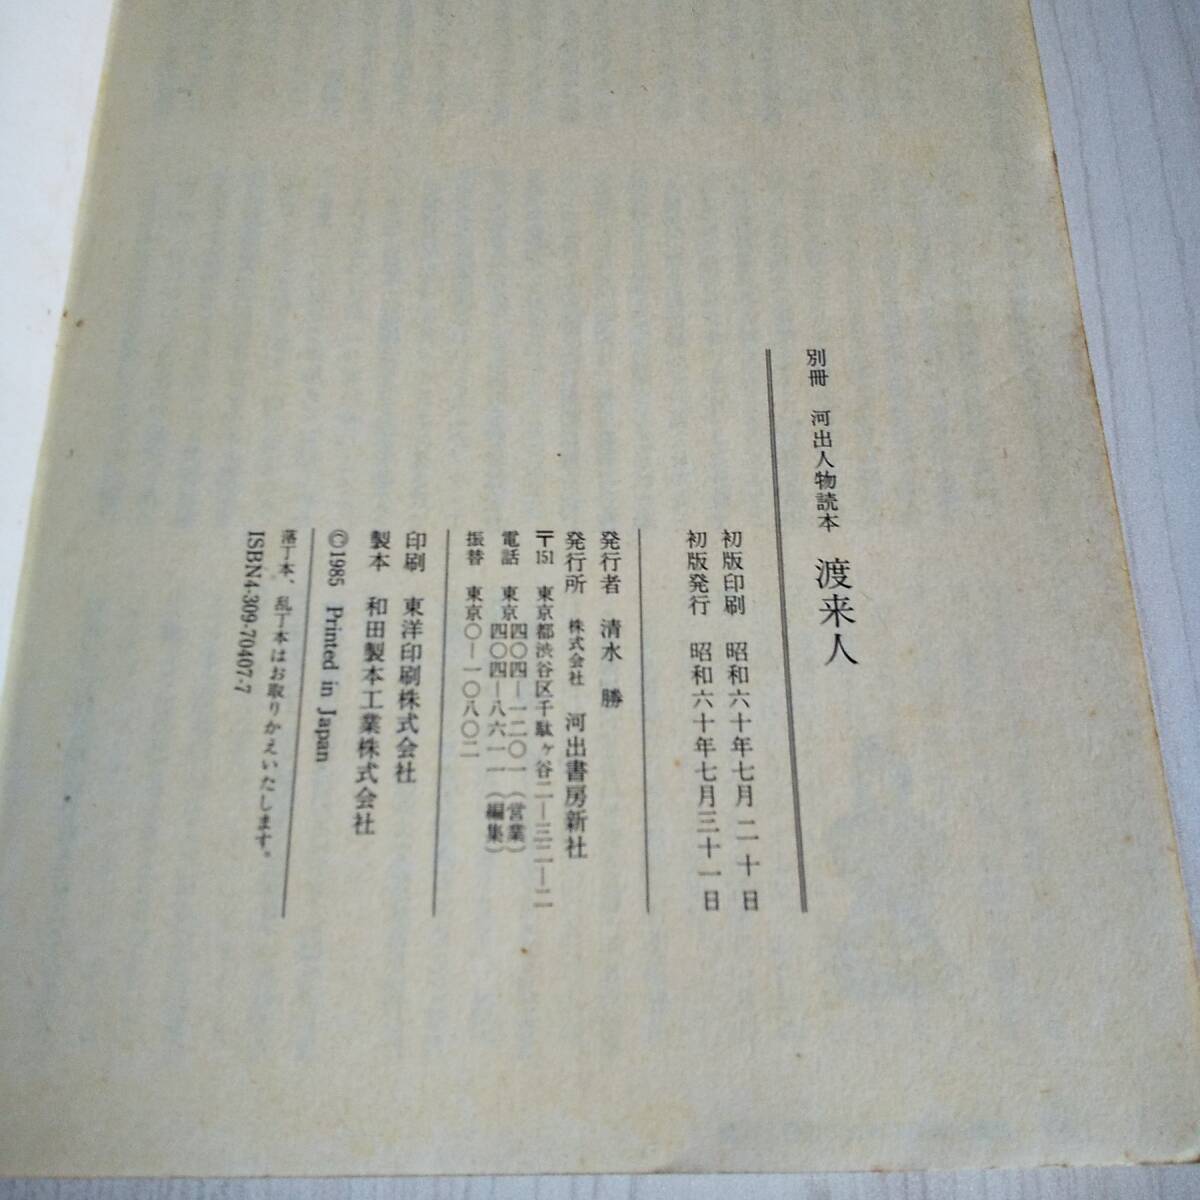 別冊 河出人物読本 渡来人
初版印刷 昭和六十年七月二十日
初版発行 昭和六十年七月三十一日
発行者 清水 勝
発行所 株式会社 河出書房新社
〒151 東京都渋谷区千駄ヶ谷二―三二―二
電話 東京四〇四―一二〇一(営業)
四〇四―八六一一(編集)
振替 東京〇―一〇八〇二
印刷 東洋印刷株式会社
製本 和田製本工業株式会社
©1985 Printed in Japan
落丁本、乱丁本はお取りかえいたします。
ISBN4-309-70407-7